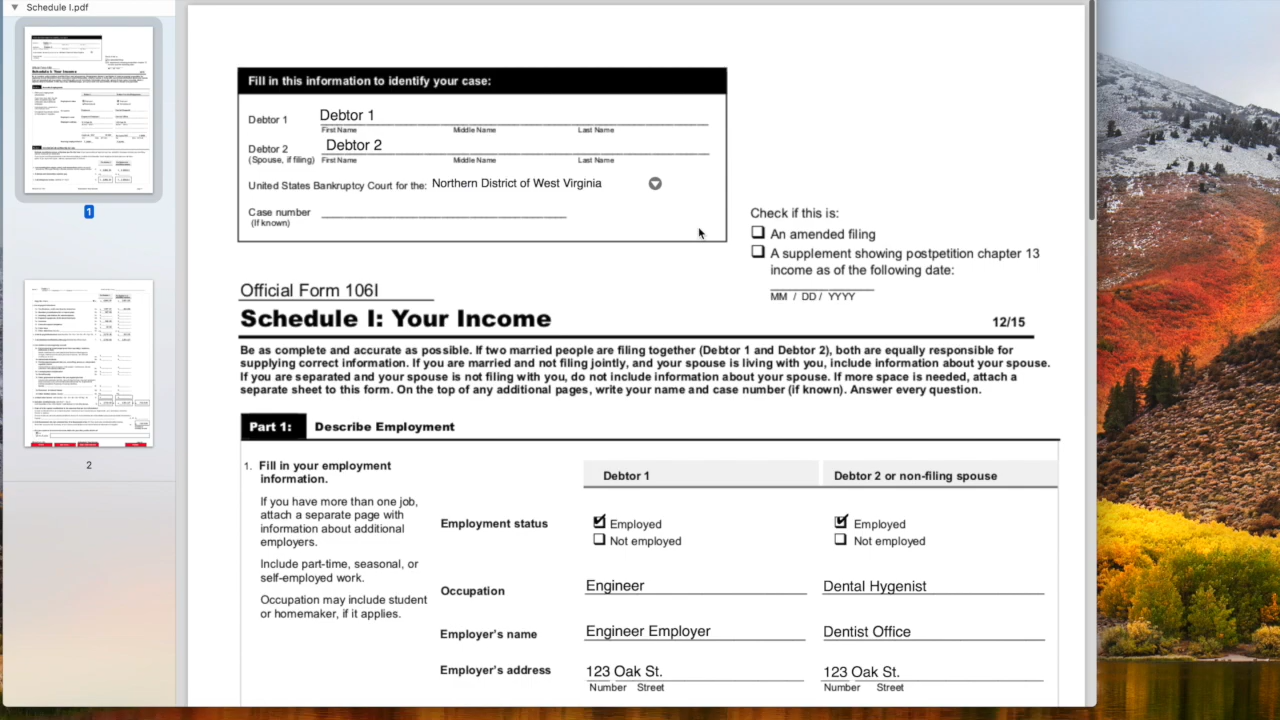 Schedule I.pdf
1
2
Fill in this information to identify your case:
Debtor 1 Debtor 1
First Name Middle Name Last Name
Debtor 2 Debtor 2
(Spouse, if filing) First Name Middle Name Last Name
United States Bankruptcy Court for the: Northern District of West Virginia
Case number
(If known)
Check if this is:
An amended filing
A supplement showing postpetition chapter 13
income as of the following date:
MM / DD / YYYY
Official Form 106I
Schedule I: Your Income 12/15
Be as complete and accurate as possible. If two married people are filing together (Debtor 1 and Debtor 2), both are equally responsible for
supplying correct information. If you are married and not filing jointly, and your spouse is living with you, include information about your spouse.
If you are separated and your spouse is not filing with you, do not include information about your spouse. If more space is needed, attach a
separate sheet to this form. On the top of any additional pages, write your name and case number (if known). Answer every question.
Part 1: Describe Employment
1. Fill in your employment
information.
If you have more than one job,
attach a separate page with
information about additional
employers.
Include part-time, seasonal, or
self-employed work.
Occupation may include student
or homemaker, if it applies.
Debtor 1 Debtor 2 or non-filing spouse
Employment status Employed Employed
Not employed Not employed
Occupation Engineer Dental Hygenist
Employer's name Engineer Employer Dentist Office
Employer's address 123 Oak St. 123 Oak St.
Number Street Number Street